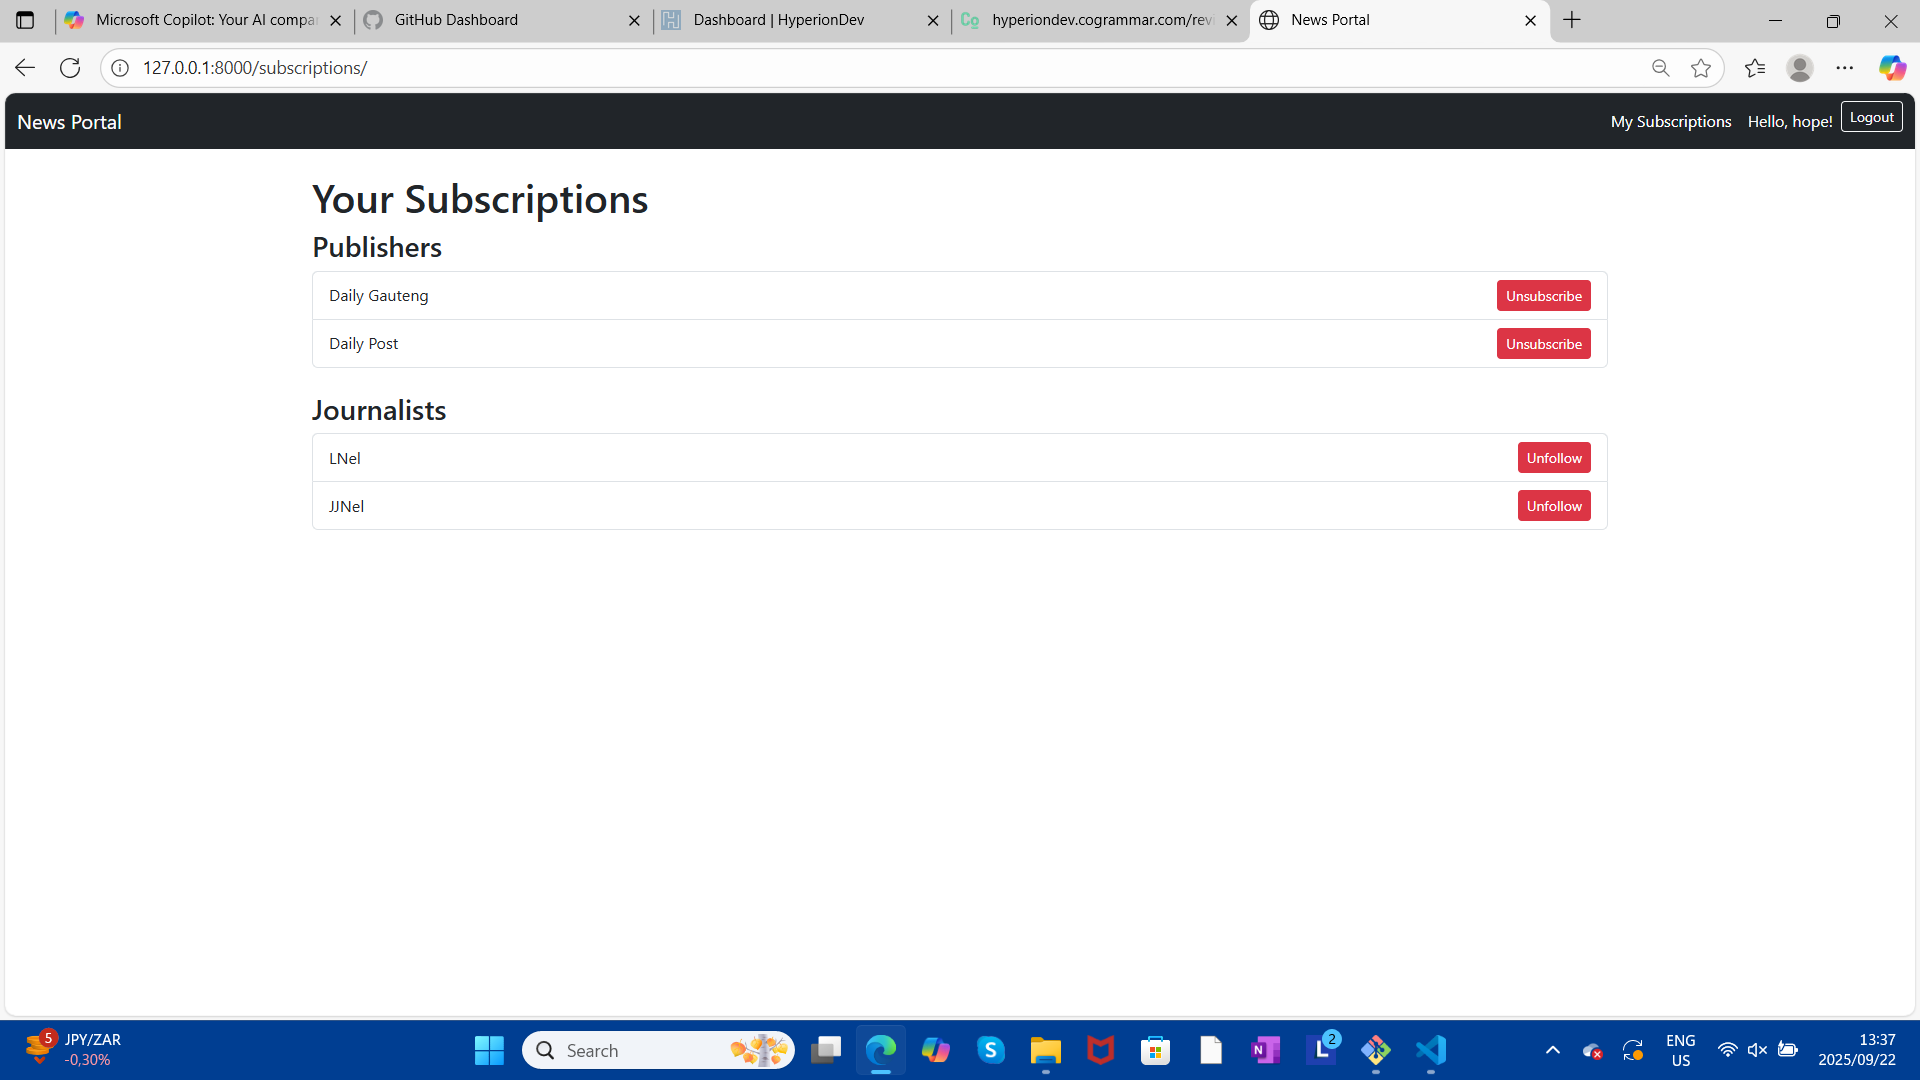 Microsoft Copilot: Your AI compa
GitHub Dashboard
Dashboard | HyperionDev
hyperiondev.cogrammar.com/rev
News Portal
127.0.0.1:8000/subscriptions/
News Portal
My Subscriptions
Hello, hope!
Logout
Your Subscriptions
Publishers
Daily Gauteng
Unsubscribe
Daily Post
Unsubscribe
Journalists
LNel
Unfollow
JJNel
Unfollow
5
JPY/ZAR
-0,30%
Search
2
ENG
US
13:37
2025/09/22